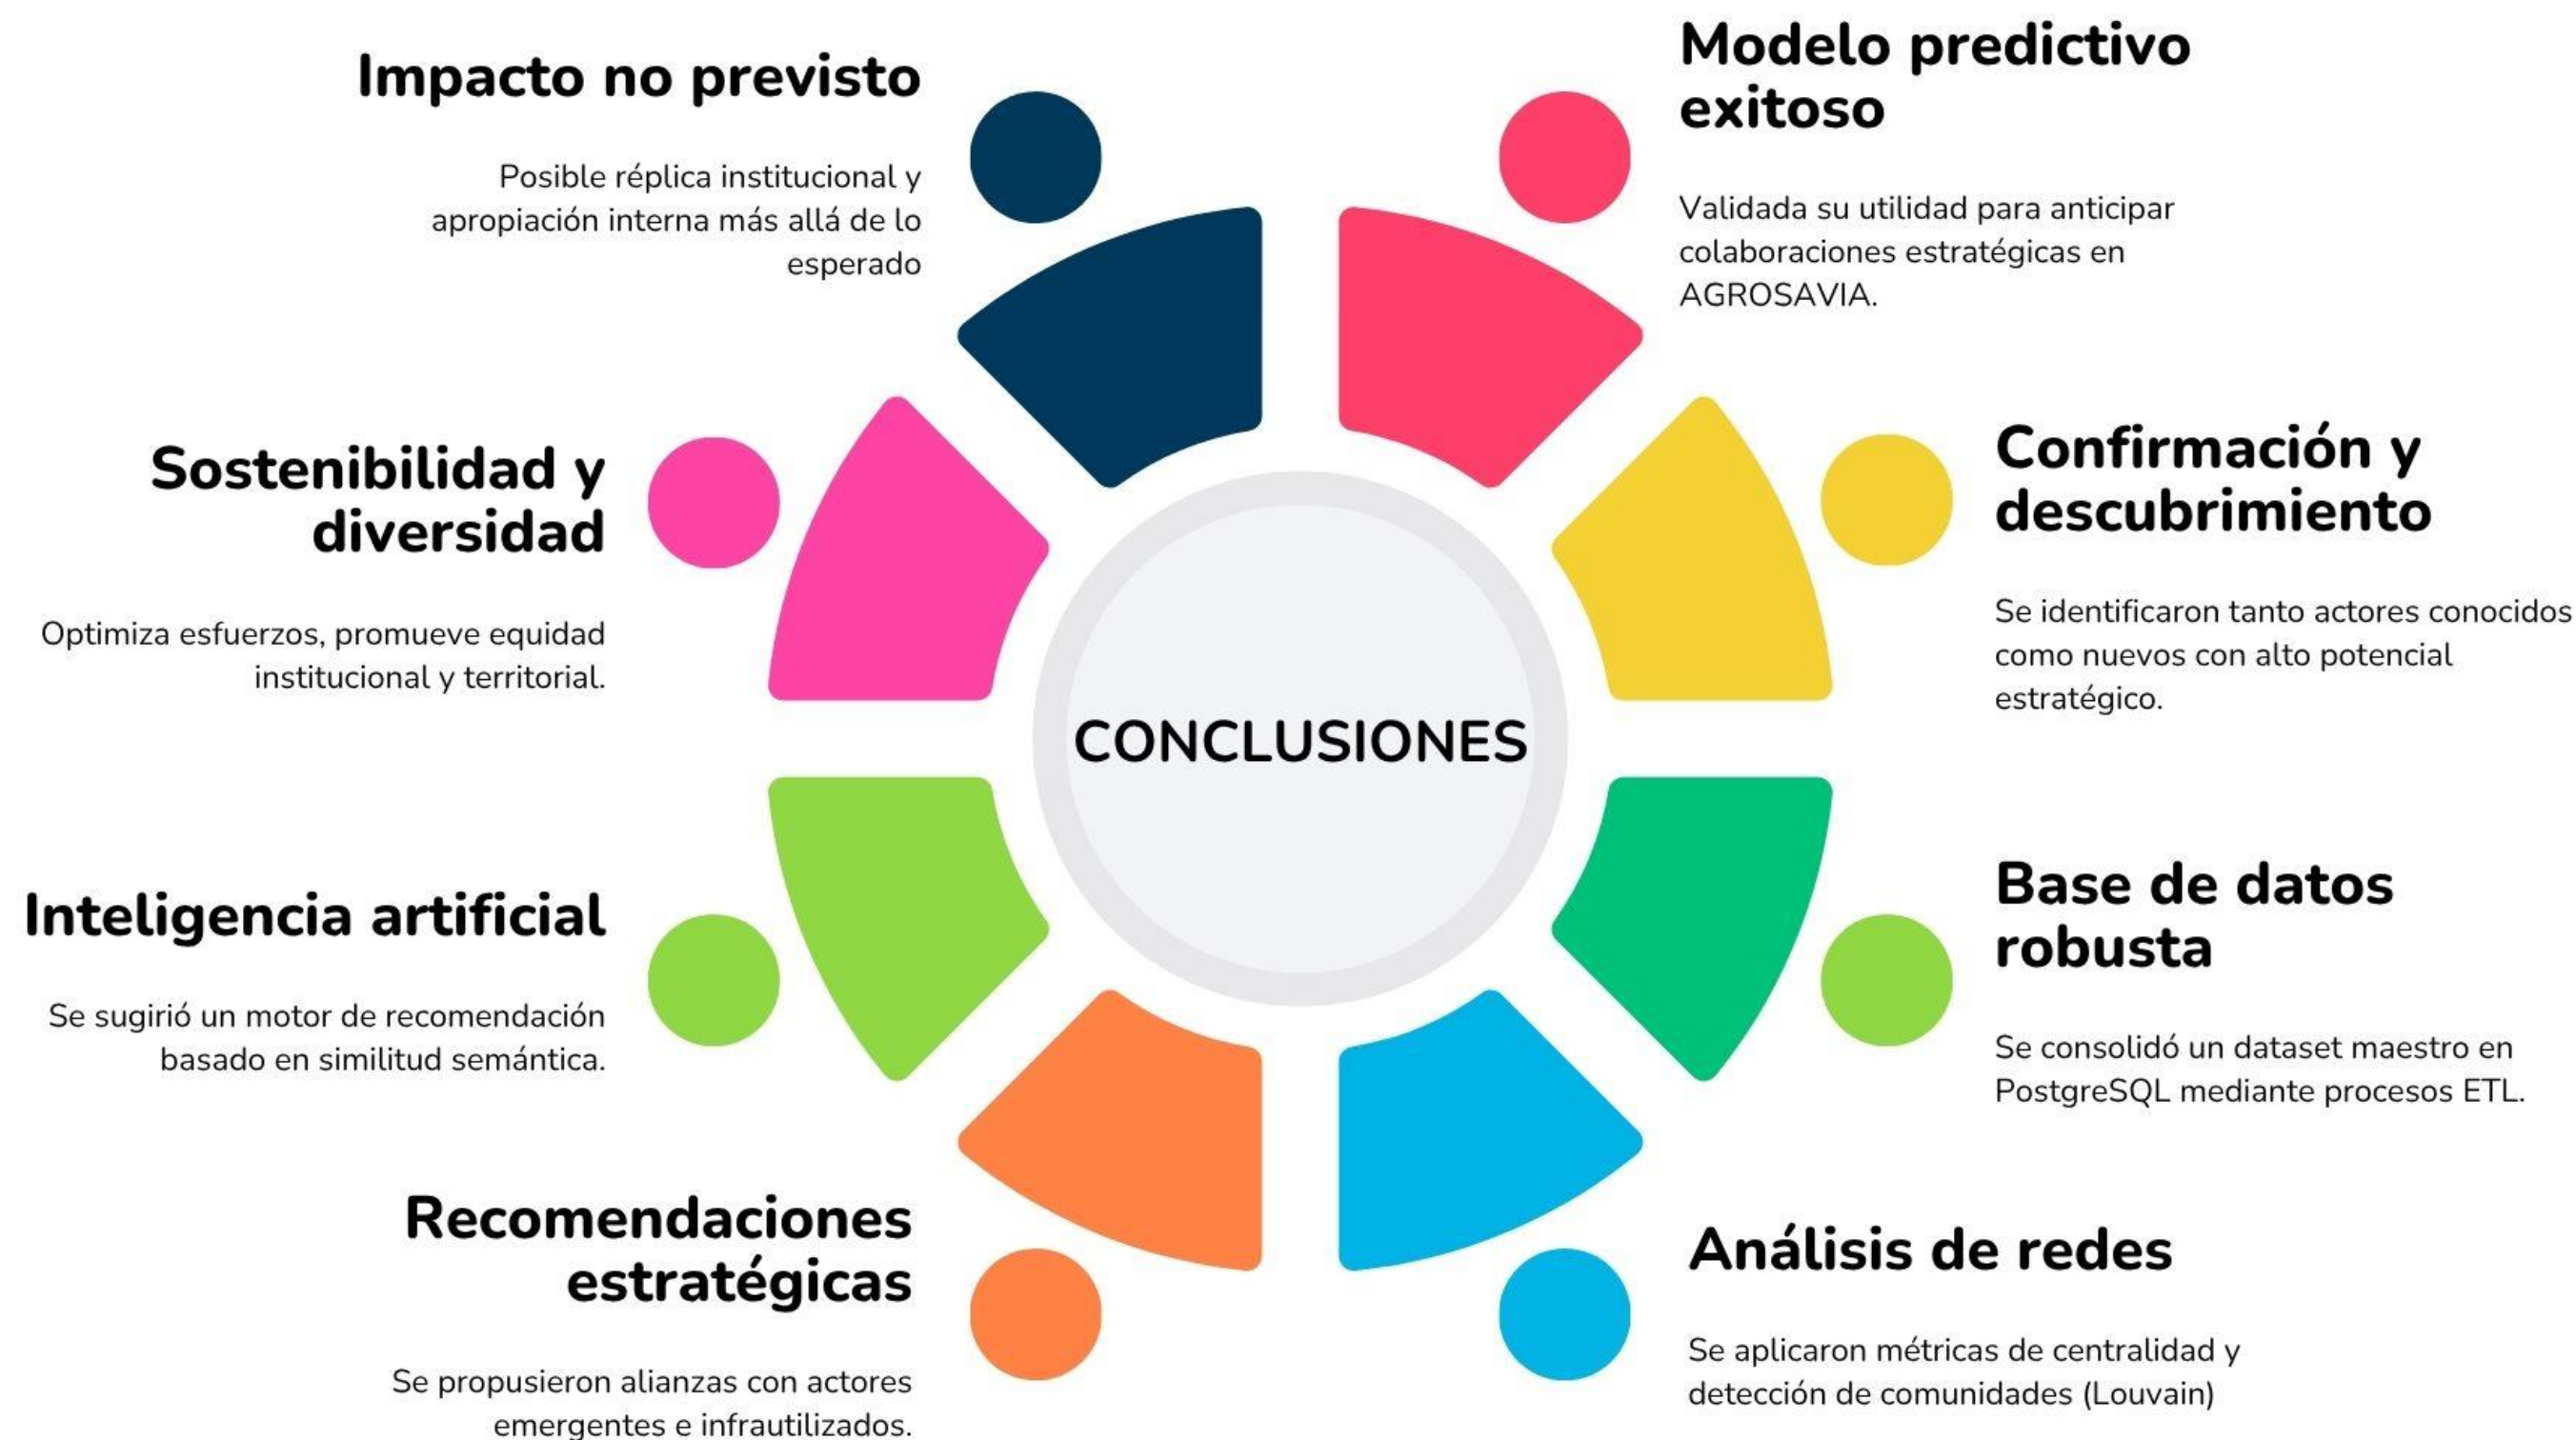 Impacto no previsto
Posible réplica institucional y
apropiación interna más allá de lo
esperado
Modelo predictivo
exitoso
Validada su utilidad para anticipar
colaboraciones estratégicas en
AGROSAVIA.
Sostenibilidad y
diversidad
Optimiza esfuerzos, promueve equidad
institucional y territorial.
Confirmación y
descubrimiento
Se identificaron tanto actores conocidos
como nuevos con alto potencial
estratégico.
CONCLUSIONES
Inteligencia artificial
Se sugirió un motor de recomendación
basado en similitud semántica.
Base de datos
robusta
Se consolidó un dataset maestro en
PostgreSQL mediante procesos ETL.
Recomendaciones
estratégicas
Se propusieron alianzas con actores
emergentes e infrautilizados.
Análisis de redes
Se aplicaron métricas de centralidad y
detección de comunidades (Louvain)